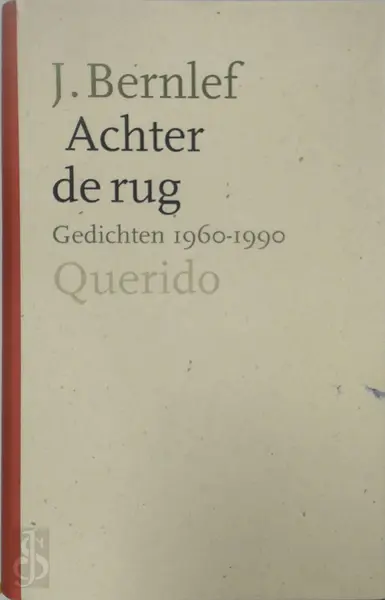 J. Bernlef
Achter
de rug
Gedichten 1960-1990
Querido